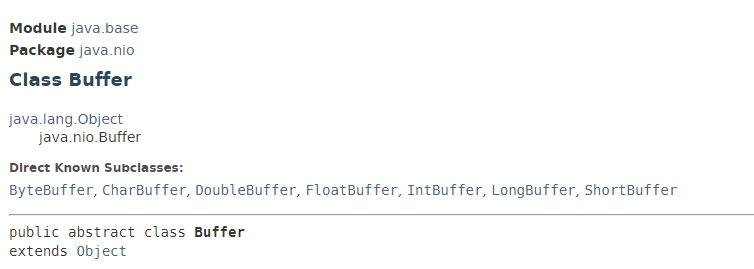 Module java.base
Package java.nio
Class Buffer
java.lang.Object
java.nio.Buffer
Direct Known Subclasses:
ByteBuffer, CharBuffer, DoubleBuffer, FloatBuffer, IntBuffer, LongBuffer, ShortBuffer
public abstract class Buffer
extends Object